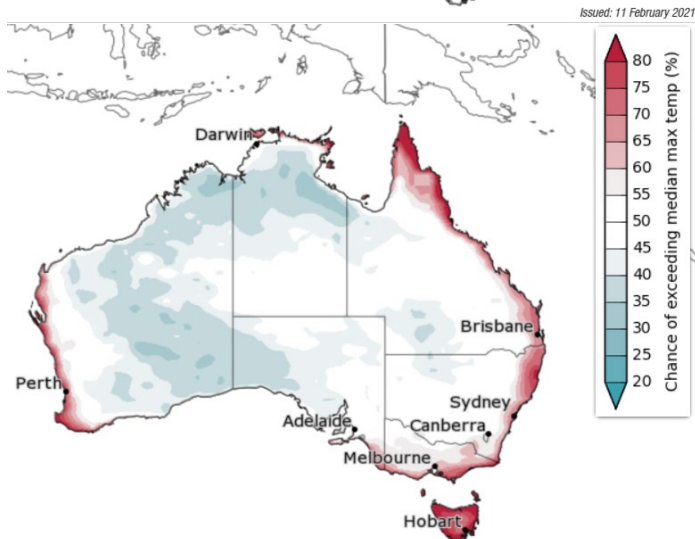 Issued: 11 February 2021
Darwin
Brisbane
Perth
Sydney
Adelaide
Canberra
Melbourne
Hobart
80
75
70
65
60
55
50
45
40
35
30
25
20
Chance of exceeding median max temp (%)